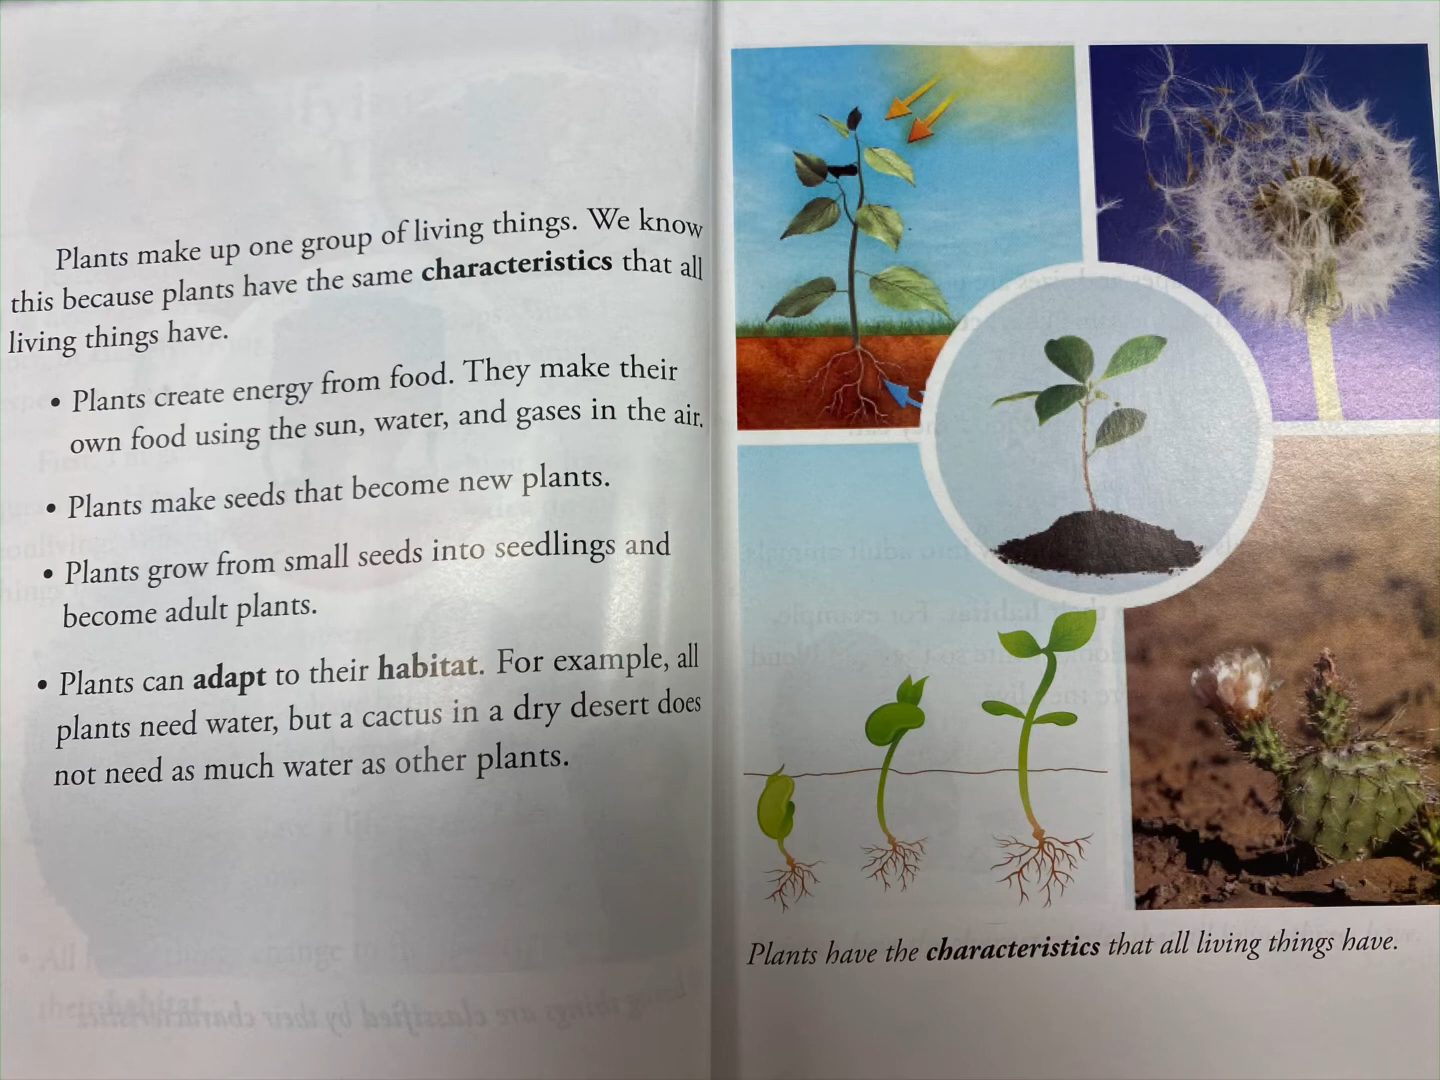 Plants make up one group of living things. We know
this because plants have the same characteristics that all
living things have.
• Plants create energy from food. They make their
own food using the sun, water, and gases in the air.
• Plants make seeds that become new plants.
• Plants grow from small seeds into seedlings and
become adult plants.
• Plants can adapt to their habitat. For example, all
plants need water, but a cactus in a dry desert does
not need as much water as other plants.
Plants have the characteristics that all living things have.